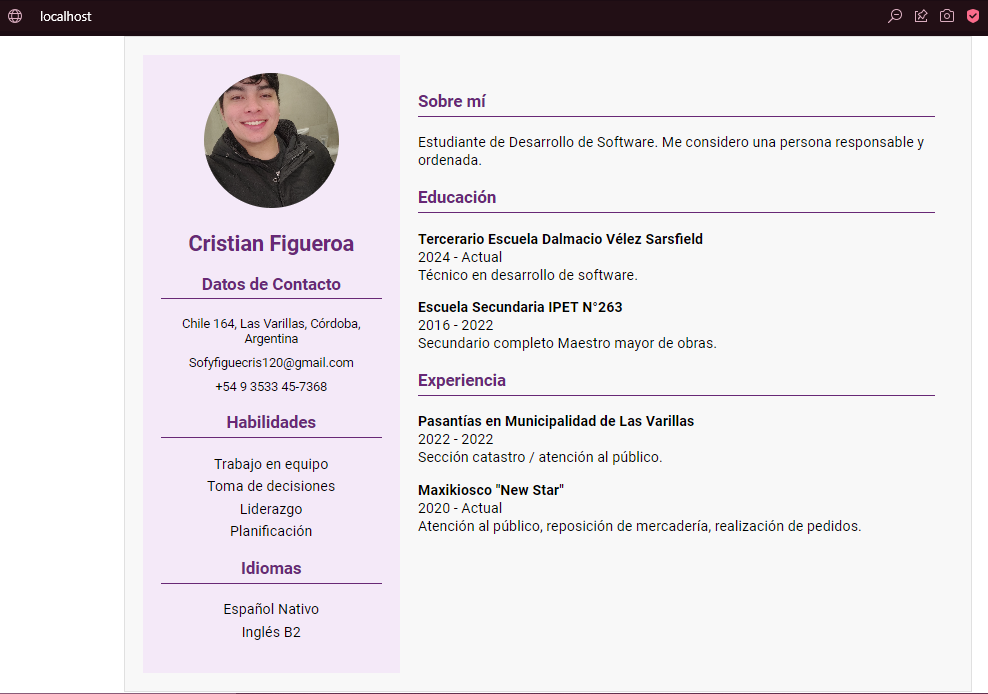 localhost
Cristian Figueroa
Datos de Contacto
Chile 164, Las Varillas, Córdoba,
Argentina
Sofyfiguecris120@gmail.com
+54 9 3533 45-7368
Habilidades
Trabajo en equipo
Toma de decisiones
Liderazgo
Planificación
Idiomas
Español Nativo
Inglés B2
Sobre mí
Estudiante de Desarrollo de Software. Me considero una persona responsable y
ordenada.
Educación
Tercerario Escuela Dalmacio Vélez Sarsfield
2024 - Actual
Técnico en desarrollo de software.
Escuela Secundaria IPET N°263
2016 - 2022
Secundario completo Maestro mayor de obras.
Experiencia
Pasantías en Municipalidad de Las Varillas
2022 - 2022
Sección catastro / atención al público.
Maxikiosco "New Star"
2020 - Actual
Atención al público, reposición de mercadería, realización de pedidos.